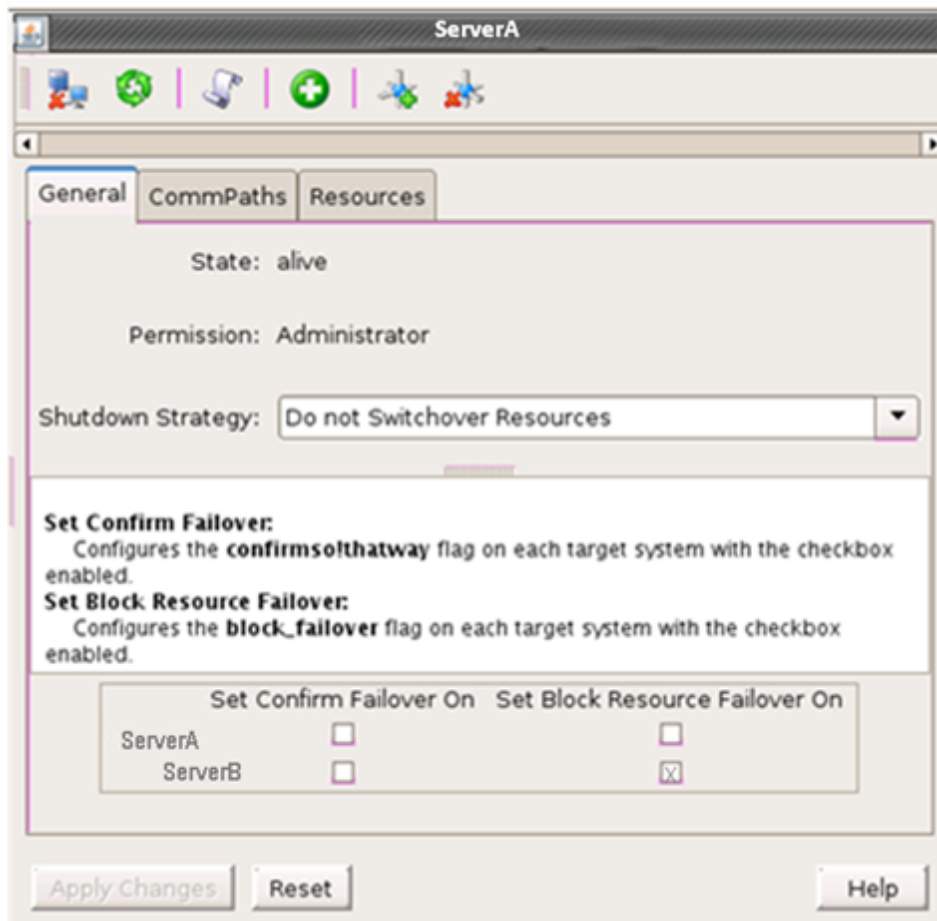 ServerA
General CommPaths Resources
State: alive
Permission: Administrator
Shutdown Strategy: Do not Switchover Resources
Set Confirm Failover:
Configures the confirmso!thatway flag on each target system with the checkbox
enabled.
Set Block Resource Failover:
Configures the block_failover flag on each target system with the checkbox
enabled.
Set Confirm Failover On Set Block Resource Failover On
ServerA
ServerB X
Apply Changes Reset Help